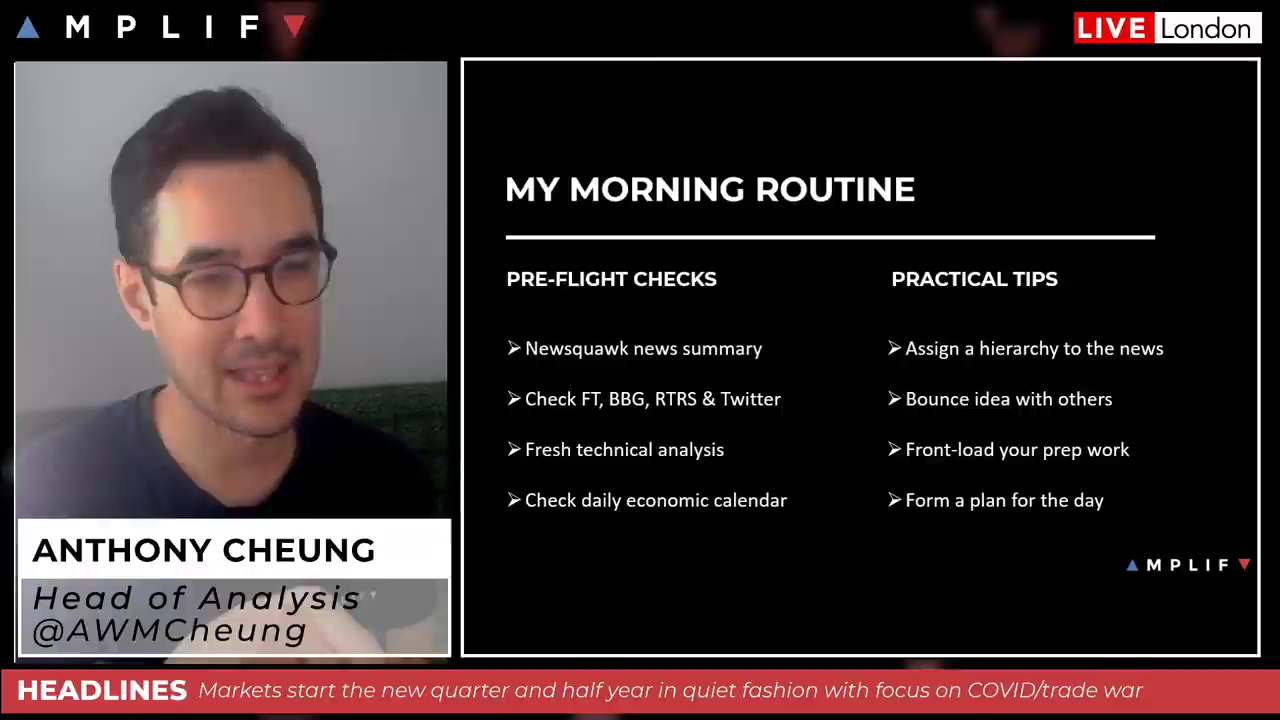 ▲ M P L I F ▼
LIVE London
MY MORNING ROUTINE
PRE-FLIGHT CHECKS
➢ Newsquawk news summary
➢ Check FT, BBG, RTRS & Twitter
➢ Fresh technical analysis
➢ Check daily economic calendar
PRACTICAL TIPS
➢ Assign a hierarchy to the news
➢ Bounce idea with others
➢ Front-load your prep work
➢ Form a plan for the day
▲ M P L I F ▼
ANTHONY CHEUNG
Head of Analysis
@AWMCheung
HEADLINES Markets start the new quarter and half year in quiet fashion with focus on COVID/trade war